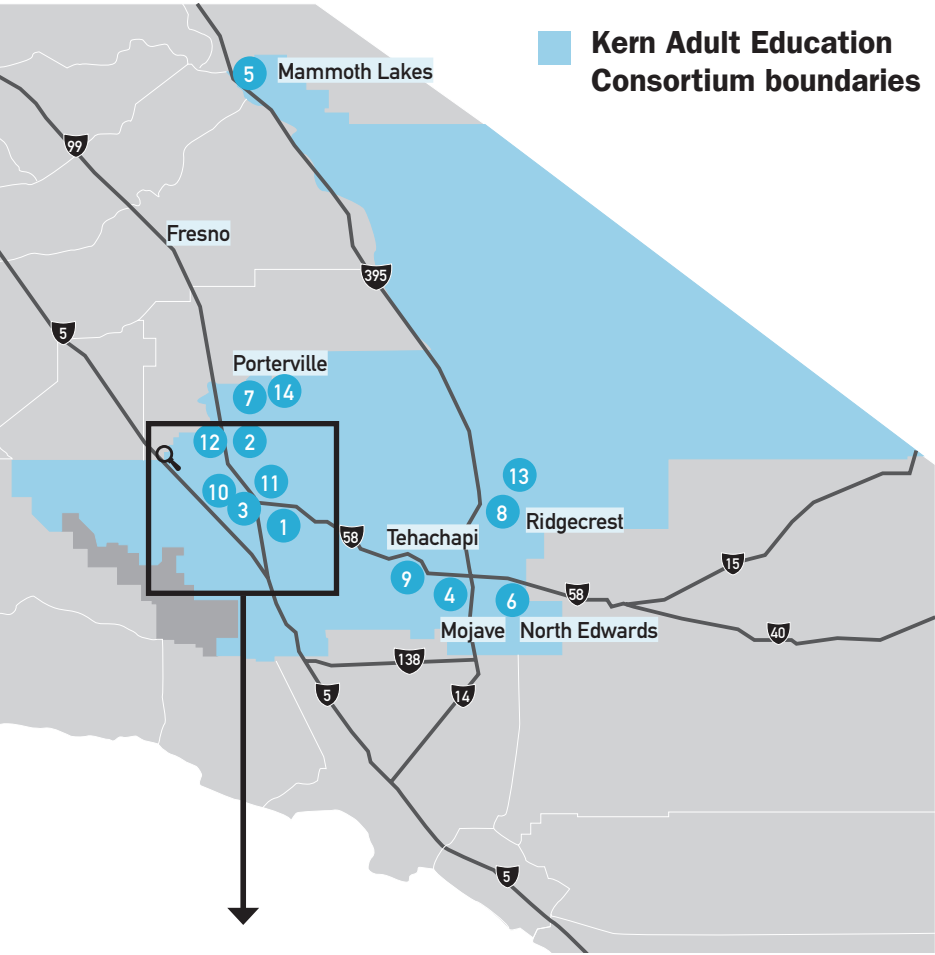 Kern Adult Education
Consortium boundaries
5
Mammoth Lakes
99
Fresno
395
5
Porterville
7
14
12
2
13
11
10
3
8
Ridgecrest
1
58
Tehachapi
15
9
4
6
58
Mojave
North Edwards
40
138
5
14
5